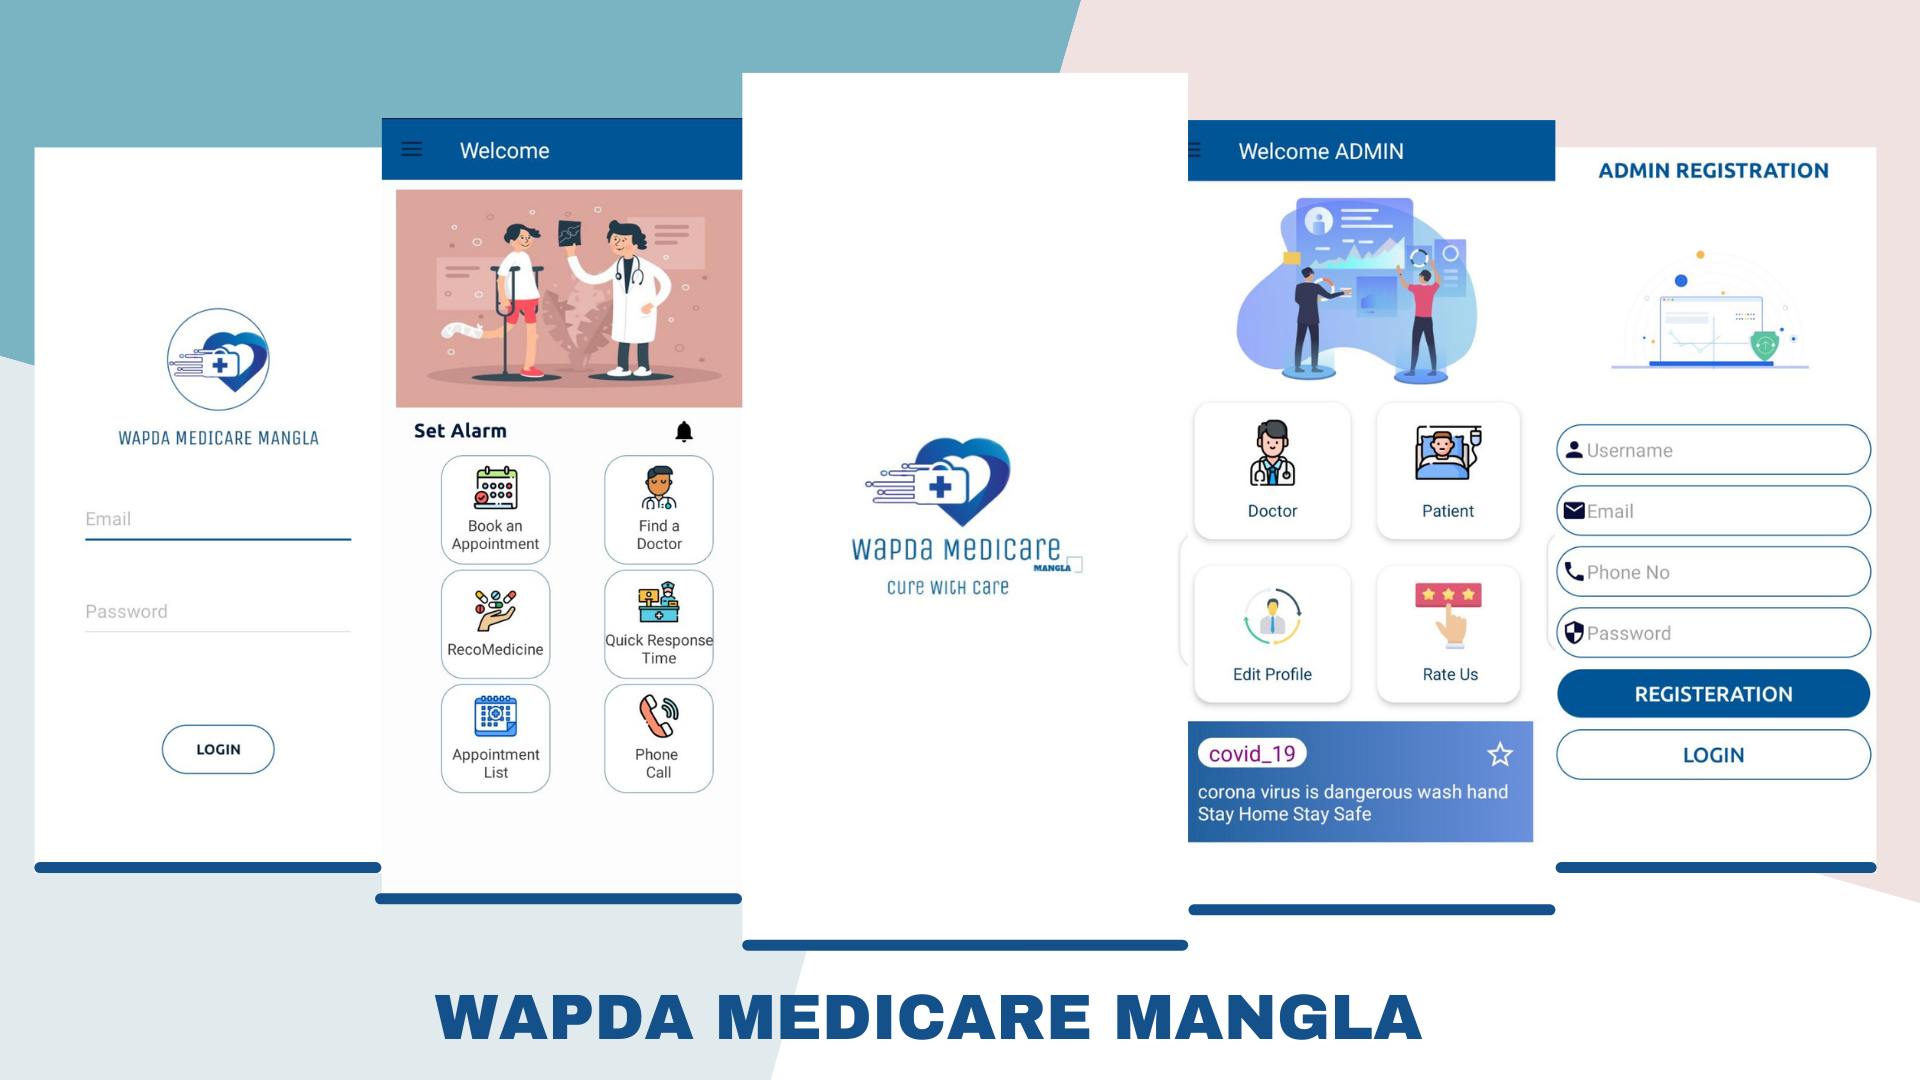 WAPDA MEDICARE MANGLA
Email
Password
LOGIN
Welcome
Set Alarm
Book an
Appointment
Find a
Doctor
RecoMedicine
Quick Response
Time
Appointment
List
Phone
Call
WAPDA MEDICARE
MANGLA
CURE WITH CARE
Welcome ADMIN
Doctor
Patient
Edit Profile
Rate Us
covid_19
corona virus is dangerous wash hand
Stay Home Stay Safe
ADMIN REGISTRATION
Username
Email
Phone No
Password
REGISTERATION
LOGIN
WAPDA MEDICARE MANGLA